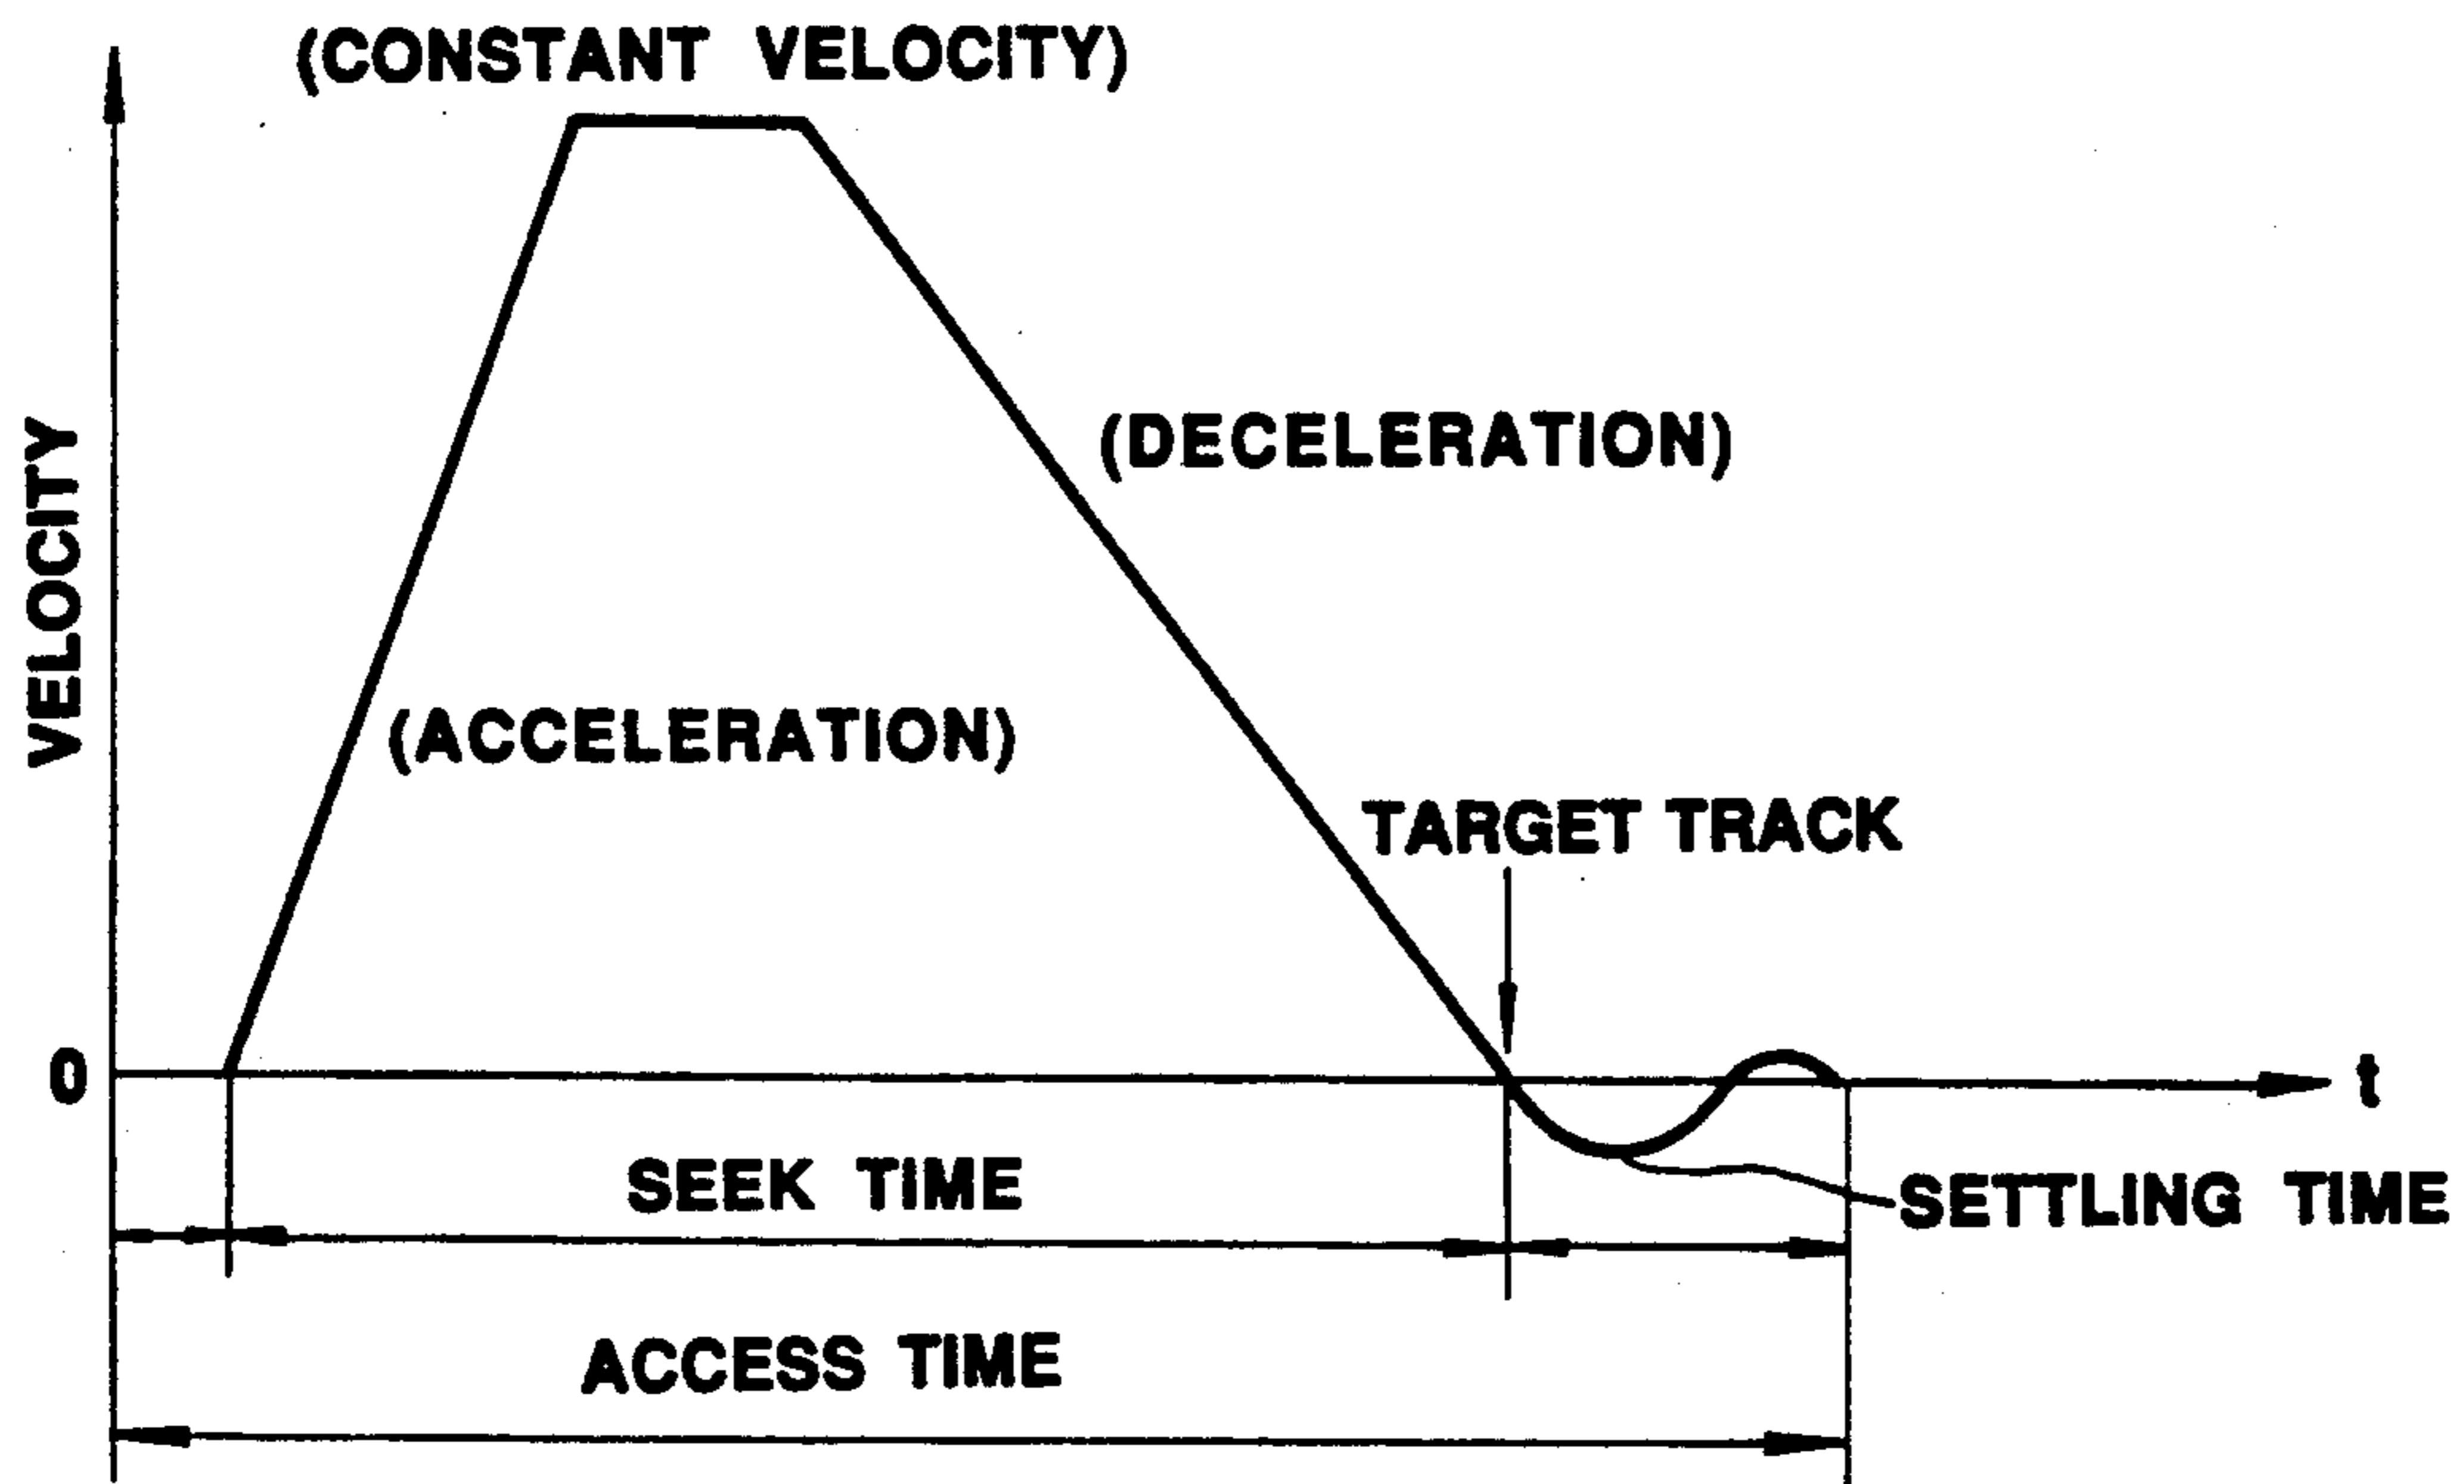 (CONSTANT VELOCITY)
VELOCITY
(DECELERATION)
(ACCELERATION)
TARGET TRACK
0
t
SEEK TIME
SETTLING TIME
ACCESS TIME